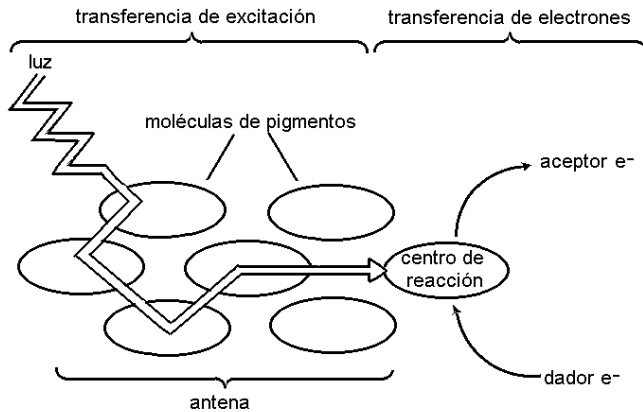 transferencia de excitación
transferencia de electrones
luz
moléculas de pigmentos
aceptor e⁻
centro de
reacción
dador e⁻
antena